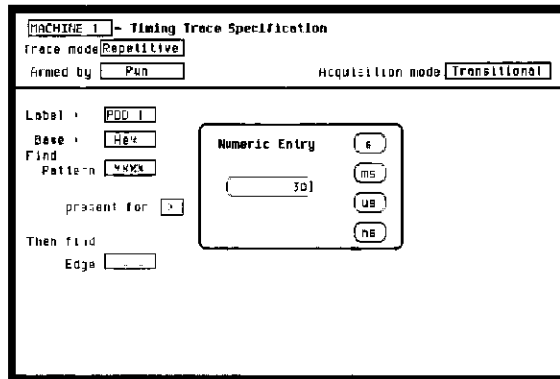 MACHINE 1 - Timing Trace Specification
Trace mode Repetitive
Armed by Run Acquisition mode Transitional
Label > POD 1
Base > Hex
Find
Pattern XXXX
present for >
Then find
Edge . .
Numeric Entry
30
s
ms
us
ns